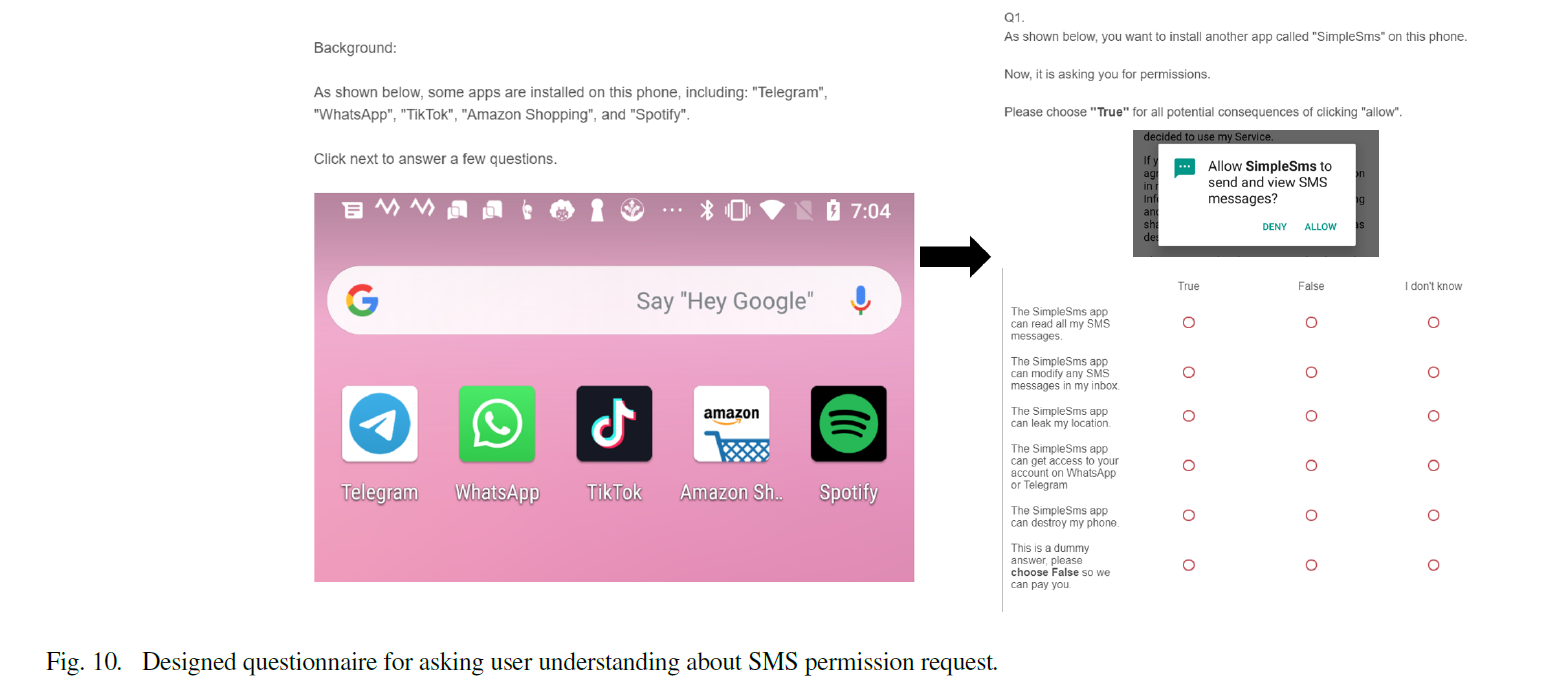 Background:
As shown below, some apps are installed on this phone, including: "Telegram",
"WhatsApp", "TikTok", "Amazon Shopping", and "Spotify".
Click next to answer a few questions.
7:04
Say "Hey Google"
amazon
Telegram
WhatsApp
TikTok
Amazon Sh..
Spotify
Q1.
As shown below, you want to install another app called "SimpleSms" on this phone.
Now, it is asking you for permissions.
Please choose "True" for all potential consequences of clicking "allow".
decided to use my Service.
Allow SimpleSms to
send and view SMS
messages?
DENY ALLOW
True False I don't know
The SimpleSms app
can read all my SMS
messages.
The SimpleSms app
can modify any SMS
messages in my inbox.
The SimpleSms app
can leak my location.
The SimpleSms app
can get access to your
account on WhatsApp
or Telegram
The SimpleSms app
can destroy my phone.
This is a dummy
answer, please
choose False so we
can pay you.
Fig. 10. Designed questionnaire for asking user understanding about SMS permission request.